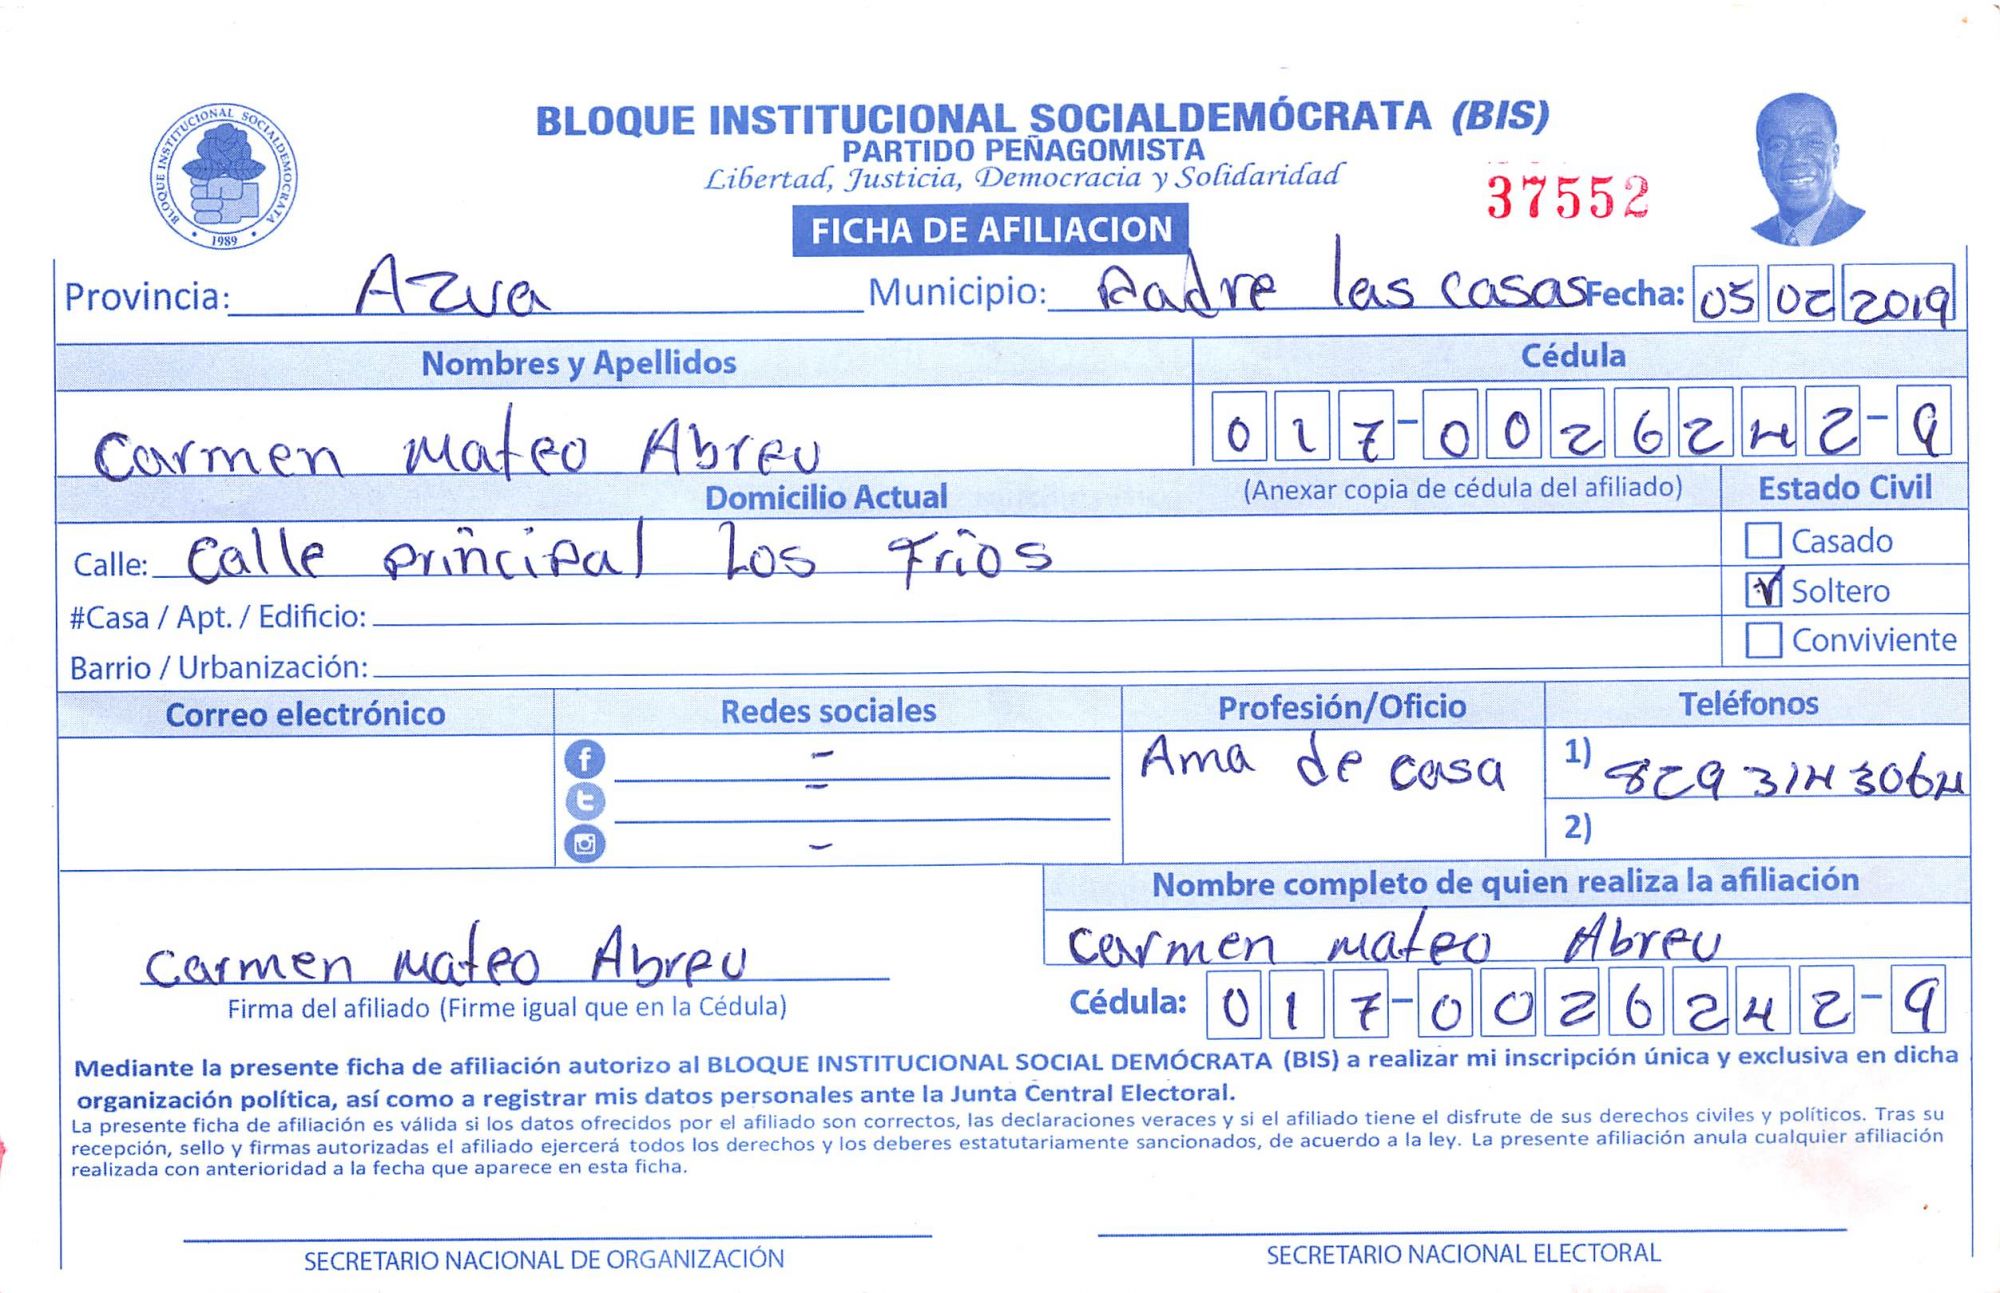 BLOQUE INSTITUCIONAL SOCIALDEMÓCRATA (BIS)
PARTIDO PEÑAGOMISTA
Libertad, Justicia, Democracia y Solidaridad
BLOQUE INSTITUCIONAL SOCIALDEMOCRATA
• 1989 •
37552
FICHA DE AFILIACION
Provincia: Azua Municipio: Padre las casas Fecha: 05 02 2019
Nombres y Apellidos Cédula
Carmen Mateo Abreu 017-0026242-9
Domicilio Actual (Anexar copia de cédula del afiliado) Estado Civil
Calle: Calle principal Los Frios
Casado
Soltero
#Casa / Apt. / Edificio:
Conviviente
Barrio / Urbanización:
Correo electrónico Redes sociales Profesión/Oficio Teléfonos
f – Ama de casa 1) 829 314 3064
–
– 2)
Nombre completo de quien realiza la afiliación
Carmen Mateo Abreu
Carmen Mateo Abreu
Firma del afiliado (Firme igual que en la Cédula) Cédula: 017-0026242-9
Mediante la presente ficha de afiliación autorizo al BLOQUE INSTITUCIONAL SOCIAL DEMÓCRATA (BIS) a realizar mi inscripción única y exclusiva en dicha
organización política, así como a registrar mis datos personales ante la Junta Central Electoral.
La presente ficha de afiliación es válida si los datos ofrecidos por el afiliado son correctos, las declaraciones veraces y si el afiliado tiene el disfrute de sus derechos civiles y políticos. Tras su
recepción, sello y firmas autorizadas el afiliado ejercerá todos los derechos y los deberes estatutariamente sancionados, de acuerdo a la ley. La presente afiliación anula cualquier afiliación
realizada con anterioridad a la fecha que aparece en esta ficha.
SECRETARIO NACIONAL DE ORGANIZACIÓN SECRETARIO NACIONAL ELECTORAL